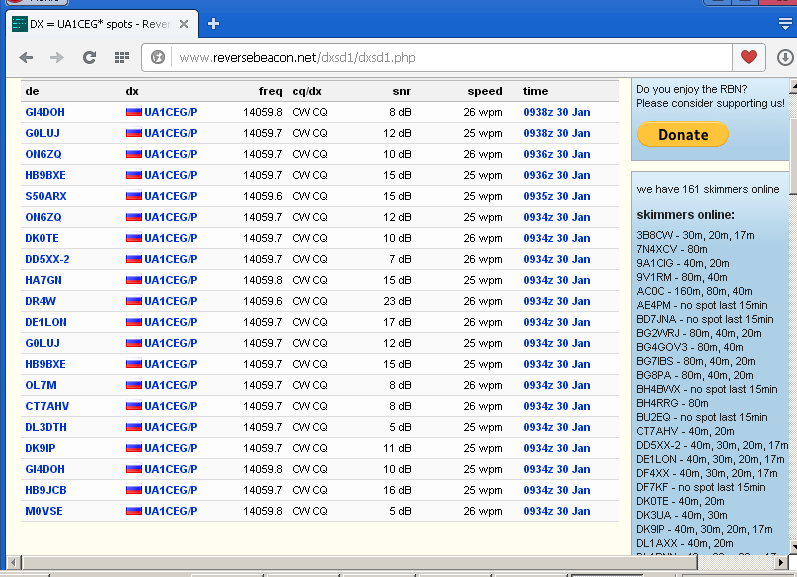 DX = UA1CEG* spots - Rever
www.reversebeacon.net/dxsd1/dxsd1.php
de dx freq cq/dx snr speed time
GI4DOH UA1CEG/P 14059.8 CW CQ 8 dB 26 wpm 0938z 30 Jan
G0LUJ UA1CEG/P 14059.7 CW CQ 12 dB 25 wpm 0938z 30 Jan
ON6ZQ UA1CEG/P 14059.7 CW CQ 10 dB 26 wpm 0936z 30 Jan
HB9BXE UA1CEG/P 14059.7 CW CQ 15 dB 26 wpm 0936z 30 Jan
S50ARX UA1CEG/P 14059.6 CW CQ 15 dB 25 wpm 0935z 30 Jan
ON6ZQ UA1CEG/P 14059.7 CW CQ 12 dB 26 wpm 0934z 30 Jan
DK0TE UA1CEG/P 14059.7 CW CQ 10 dB 26 wpm 0934z 30 Jan
DD5XX-2 UA1CEG/P 14059.7 CW CQ 7 dB 26 wpm 0934z 30 Jan
HA7GN UA1CEG/P 14059.8 CW CQ 15 dB 25 wpm 0934z 30 Jan
DR4W UA1CEG/P 14059.6 CW CQ 23 dB 26 wpm 0934z 30 Jan
DE1LON UA1CEG/P 14059.7 CW CQ 17 dB 25 wpm 0934z 30 Jan
G0LUJ UA1CEG/P 14059.7 CW CQ 12 dB 25 wpm 0934z 30 Jan
HB9BXE UA1CEG/P 14059.7 CW CQ 15 dB 25 wpm 0934z 30 Jan
OL7M UA1CEG/P 14059.7 CW CQ 8 dB 26 wpm 0934z 30 Jan
CT7AHV UA1CEG/P 14059.7 CW CQ 8 dB 26 wpm 0934z 30 Jan
DL3DTH UA1CEG/P 14059.7 CW CQ 5 dB 25 wpm 0934z 30 Jan
DK9IP UA1CEG/P 14059.7 CW CQ 11 dB 25 wpm 0934z 30 Jan
GI4DOH UA1CEG/P 14059.8 CW CQ 10 dB 25 wpm 0934z 30 Jan
HB9JCB UA1CEG/P 14059.7 CW CQ 16 dB 25 wpm 0934z 30 Jan
M0VSE UA1CEG/P 14059.8 CW CQ 5 dB 26 wpm 0934z 30 Jan
Do you enjoy the RBN?
Please consider supporting us!
Donate
we have 161 skimmers online
skimmers online:
3B8CW - 30m, 20m, 17m
7N4XCV - 80m
9A1CIG - 40m, 20m
9V1RM - 80m, 40m
AC0C - 160m, 80m, 40m
AE4PM - no spot last 15min
BD7JNA - no spot last 15min
BG2WRJ - 80m, 40m, 20m
BG4GOV3 - 80m, 40m
BG7IBS - 80m, 40m, 20m
BG8PA - 80m, 40m, 20m
BH4BWX - no spot last 15min
BH4RRG - 80m
BU2EQ - no spot last 15min
CT7AHV - 40m, 20m
DD5XX-2 - 40m, 30m, 20m, 17m
DE1LON - 40m, 30m, 20m, 17m
DF4XX - 40m, 30m, 20m, 17m
DF7KF - no spot last 15min
DK0TE - 40m, 20m
DK3UA - 40m, 30m
DK9IP - 40m, 30m, 20m, 17m
DL1AXX - 40m, 20m